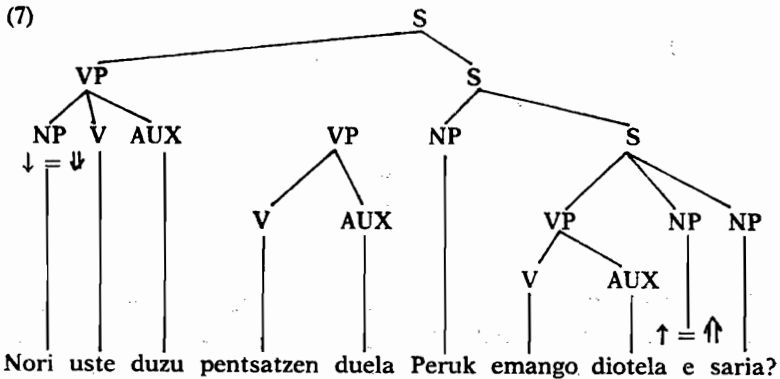 (7)
S
VP S
NP V AUX VP NP S
↓ = ⇓
V AUX VP NP NP
V AUX
↑ = ⇑
Nori uste duzu pentsatzen duela Peruk emango diotela e saria?